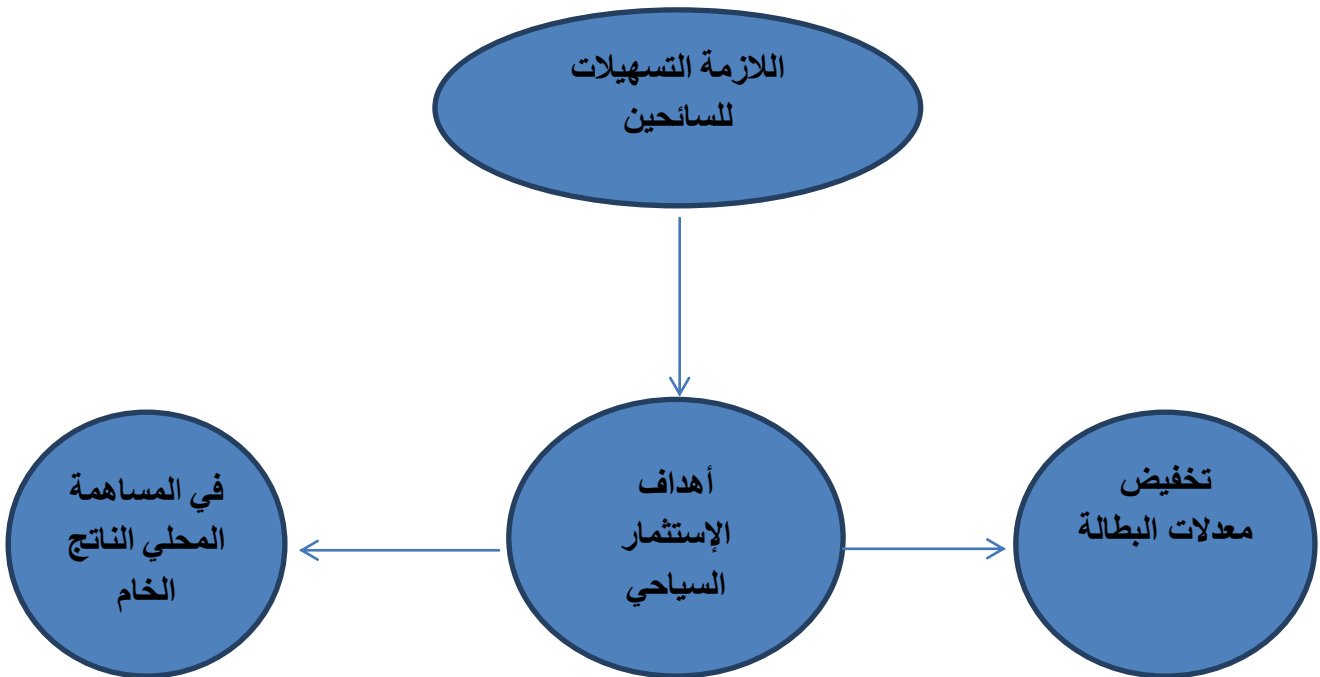 اللازمة التسهيلات
للسائحين
تخفيض
معدلات البطالة
أهداف
الإستثمار
السياحي
في المساهمة
المحلي الناتج
الخام